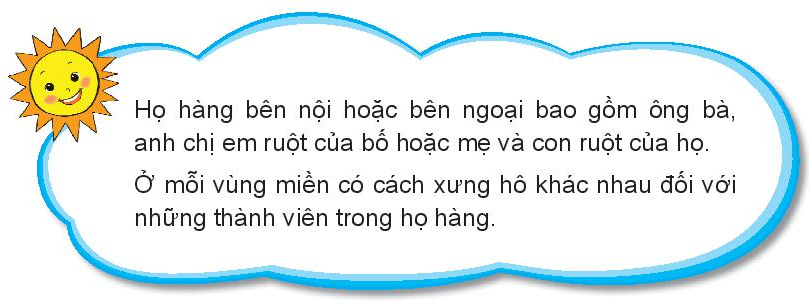 Họ hàng bên nội hoặc bên ngoại bao gồm ông bà,
anh chị em ruột của bố hoặc mẹ và con ruột của họ.
Ở mỗi vùng miền có cách xưng hô khác nhau đối với
những thành viên trong họ hàng.